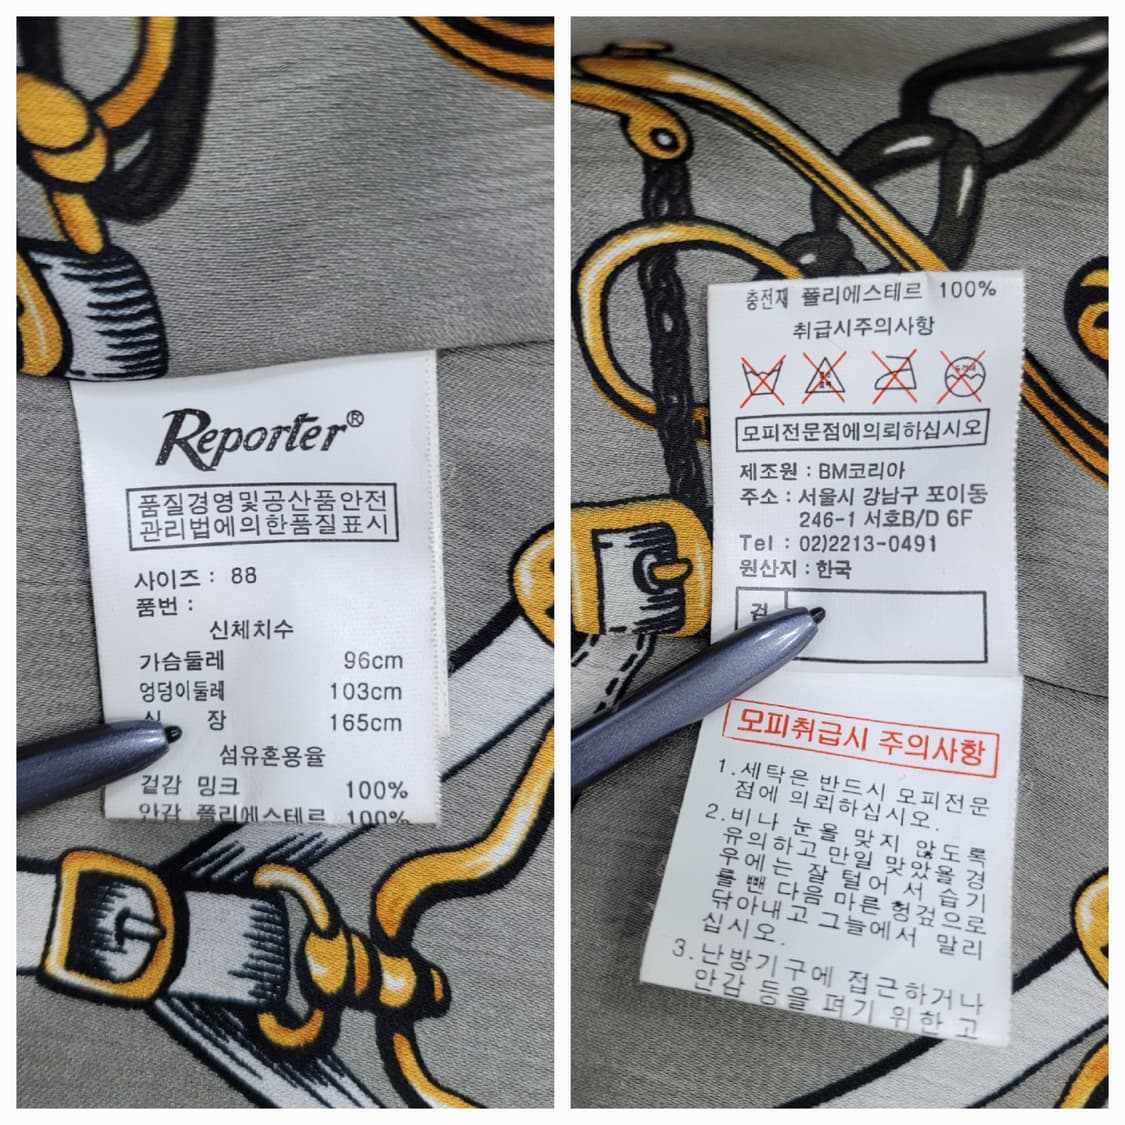 Reporter®
품질경영및공산품안전
관리법에의한품질표시
사이즈 : 88
품번 :
신체치수
가슴둘레 96cm
엉덩이둘레 103cm
신 장 165cm
섬유혼용율
겉감 밍크 100%
안감 폴리에스테르 100%
충전재 폴리에스테르 100%
취급시주의사항
모피전문점에의뢰하십시오
제조원 : BM코리아
주소 : 서울시 강남구 포이동
246-1 서호B/D 6F
Tel : 02)2213-0491
원산지 : 한국
검
모피취급시 주의사항
1.세탁은 반드시 모피전문
점에 의뢰하십시오.
2.비나 눈을 맞지 않도록
유의하고 만일 맞았을경
우에는 잘 털어 서 습기
를 뺀 다음 마른 헝겊으로
닦아내고 그늘에서 말리
십시오.
3.난방기구에 접근하거나
안감 등을 펴기 위한 고